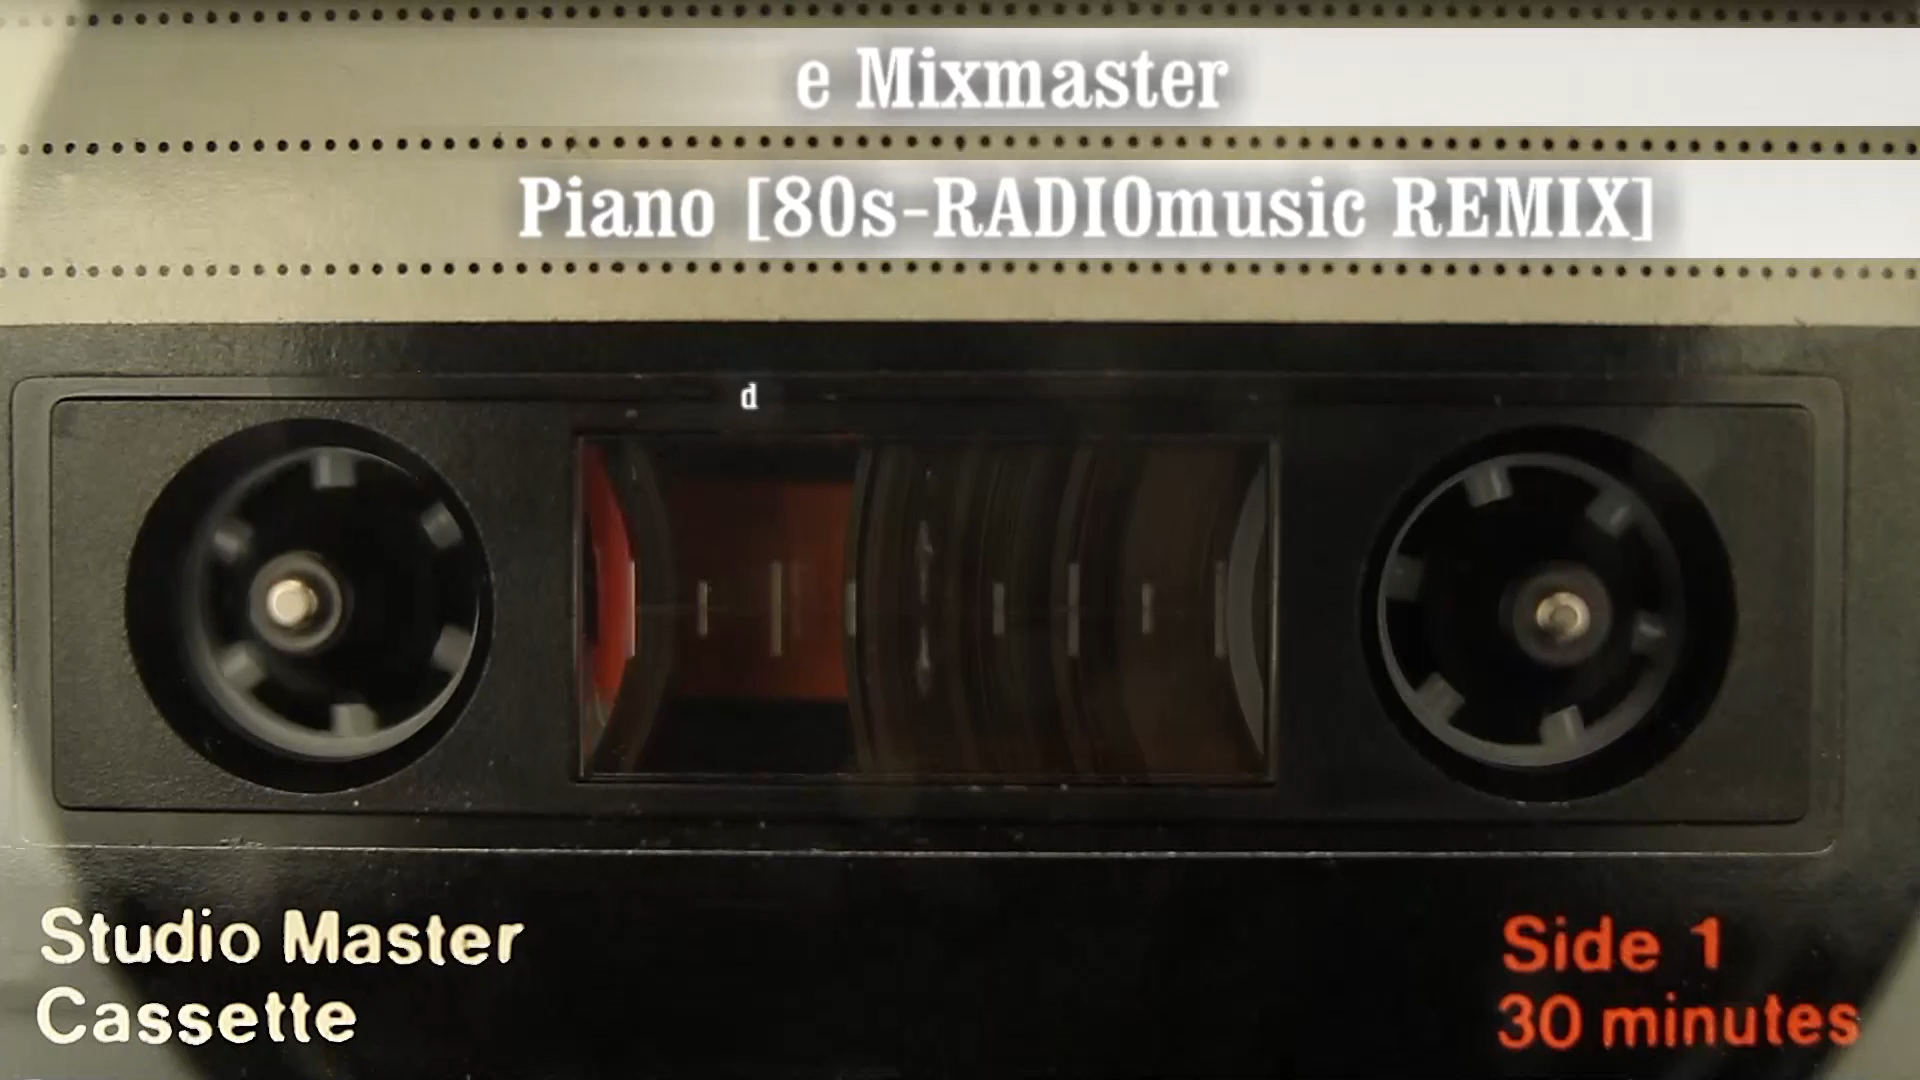 e Mixmaster
Piano [80s-RADIOmusic REMIX]
d
Studio Master
Cassette
Side 1
30 minutes